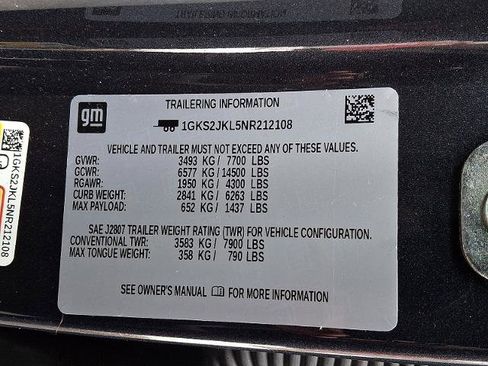 gm
TRAILERING INFORMATION
1GKS2JKL5NR212108
VEHICLE AND TRAILER MUST NOT EXCEED ANY OF THESE VALUES.
GVWR: 3493 KG / 7700 LBS
GCWR: 6577 KG / 14500 LBS
RGAWR: 1950 KG / 4300 LBS
CURB WEIGHT: 2841 KG / 6263 LBS
MAX PAYLOAD: 652 KG / 1437 LBS
SAE J2807 TRAILER WEIGHT RATING (TWR) FOR VEHICLE CONFIGURATION.
CONVENTIONAL TWR: 3583 KG / 7900 LBS
MAX TONGUE WEIGHT: 358 KG / 790 LBS
SEE OWNER'S MANUAL FOR MORE INFORMATION
1GKS2JKL5NR212108